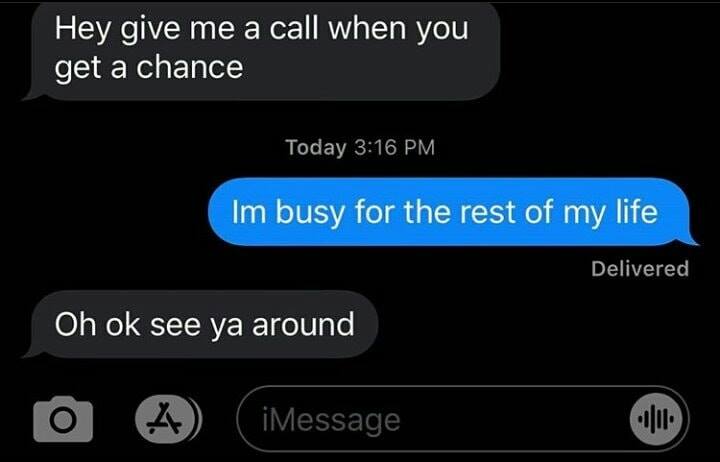 Hey give me a call when you
get a chance
Today 3:16 PM
Im busy for the rest of my life
Delivered
Oh ok see ya around
iMessage